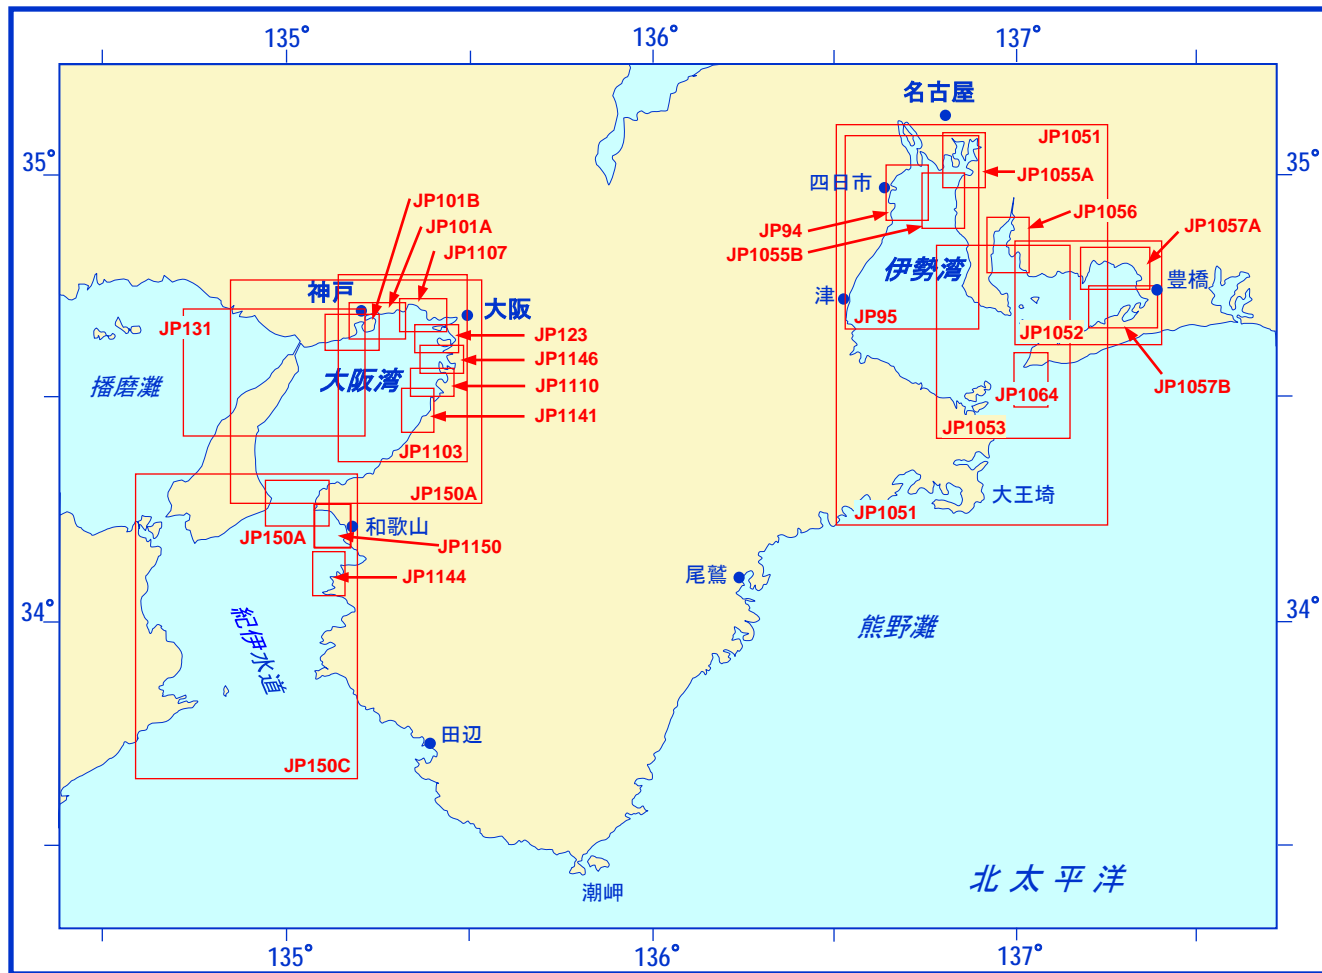 135°
136°
137°
名古屋
JP1051
35°
35°
四日市
JP1055A
JP101B
JP101A
JP1107
JP94
JP1055B
JP1056
JP1057A
伊勢湾
豊橋
神戸
大阪
津
JP131
JP95
JP1052
JP123
JP1146
大阪湾
播磨灘
JP1110
JP1057B
JP1064
JP1141
JP1053
JP1103
JP150A
大王埼
JP1051
和歌山
JP150A
JP1150
JP1144
尾鷲
34°
34°
紀伊水道
熊野灘
田辺
JP150C
潮岬
北太平洋
135°
136°
137°